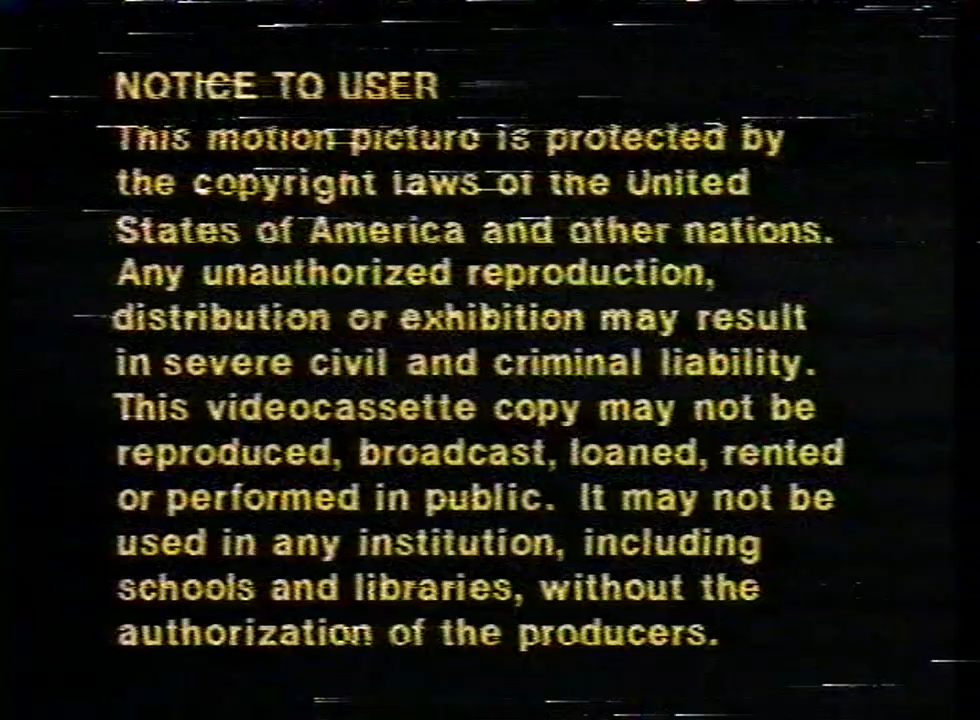 NOTICE TO USER
This motion picture is protected by
the copyright laws of the United
States of America and other nations.
Any unauthorized reproduction,
distribution or exhibition may result
in severe civil and criminal liability.
This videocassette copy may not be
reproduced, broadcast, loaned, rented
or performed in public. It may not be
used in any institution, including
schools and libraries, without the
authorization of the producers.